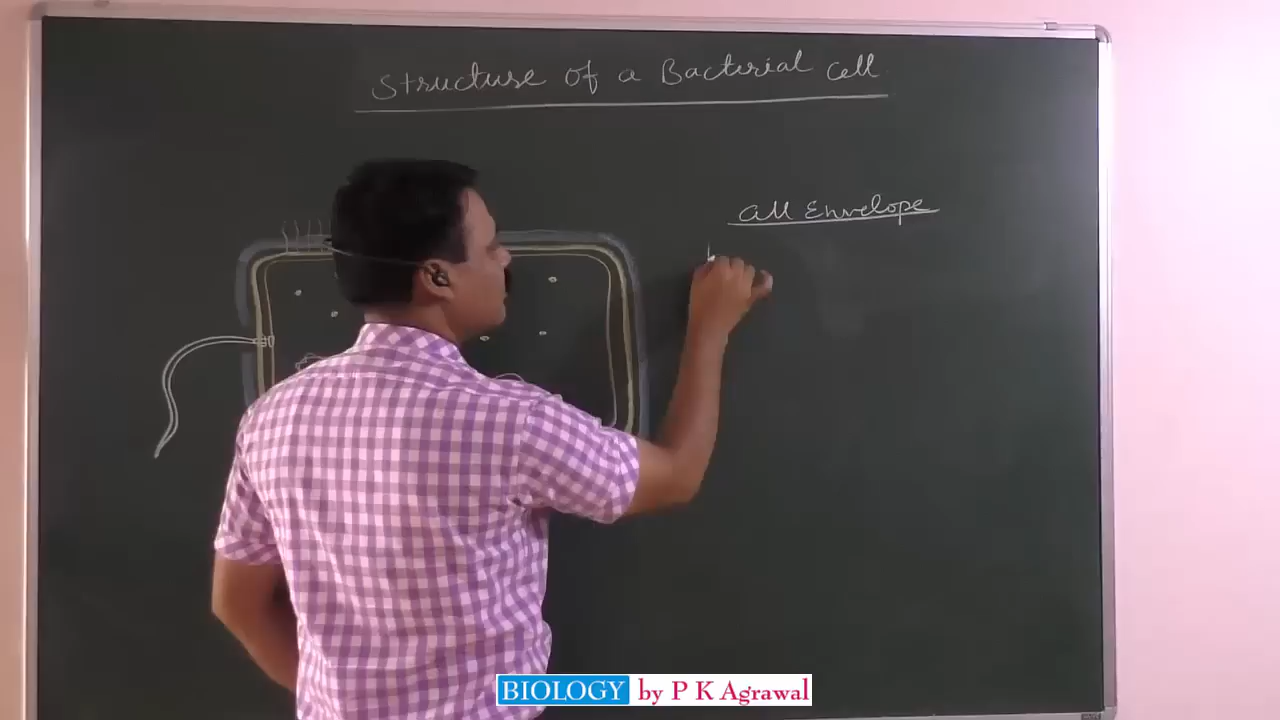 Structure of a Bacterial Cell
Cell Envelope
BIOLOGY by P K Agrawal